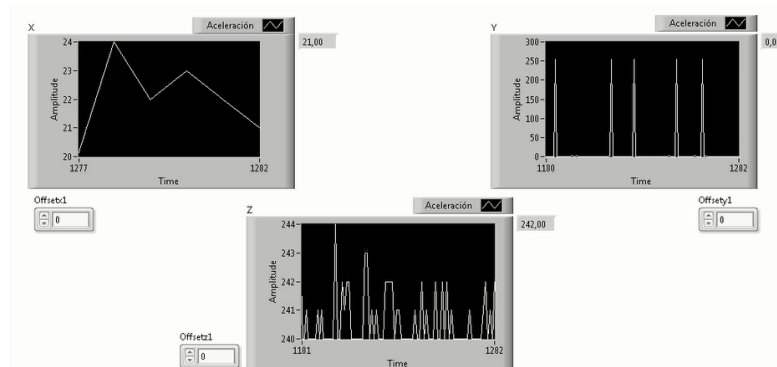 X
Aceleración
21,00
24
23
22
21
20
Amplitude
1277
1282
Time
Offsetx1
0
Y
Aceleración
0,0
300
250
200
150
100
50
0
Amplitude
1180
1282
Time
Offsety1
0
Z
Aceleración
242,00
244
243
242
241
240
Amplitude
1181
1282
Time
Offsetz1
0